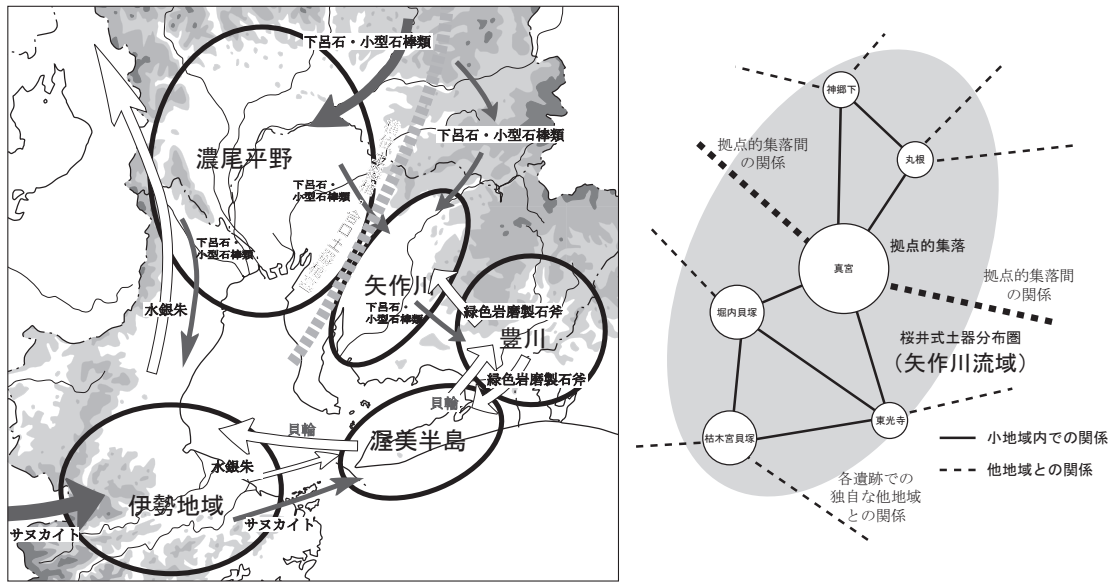 下呂石・小型石棒類
下呂石・小型石棒類
濃尾平野
下呂石・
小型石棒類
下呂石・
小型石棒類
矢作川
下呂石・
小型石棒類
水銀朱
緑色岩磨製石斧
豊川
緑色岩磨製石斧
貝輪
貝輪
渥美半島
水銀朱
伊勢地域
サヌカイト
サヌカイト
神郷下
丸根
拠点的集落間
の関係
拠点的集落
真宮
拠点的集落間
の関係
堀内貝塚
桜井式土器分布圏
（矢作川流域）
東光寺
枯木宮貝塚
小地域内での関係
他地域との関係
各遺跡での
独自な他地域
との関係